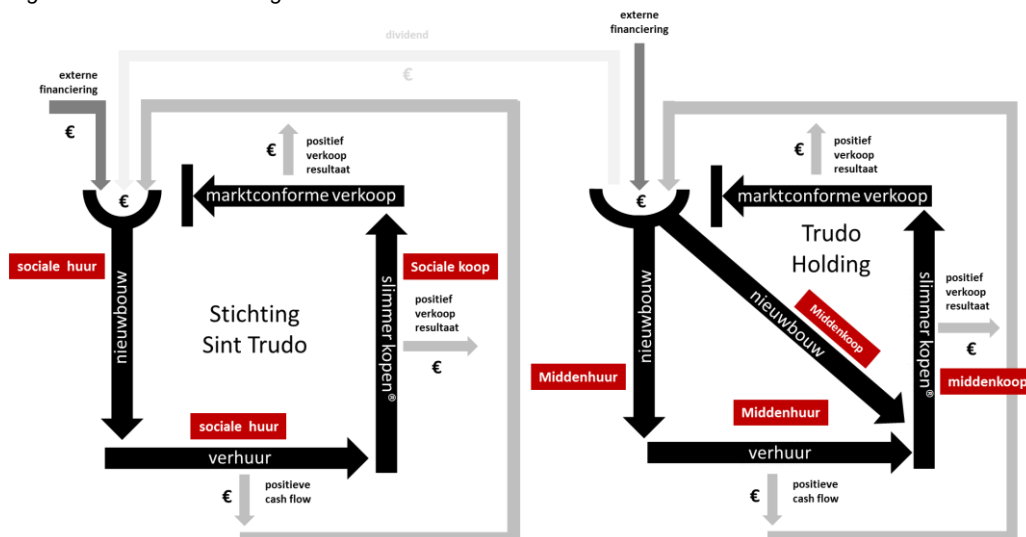 dividend
€
externe
financiering
€
€
positief
verkoop
resultaat
marktconforme verkoop
€
sociale huur
nieuwbouw
Stichting
Sint Trudo
Sociale koop
slimmer kopen®
positief
verkoop
resultaat
€
sociale huur
verhuur
€
positieve
cash flow
externe
financiering
€
€
positief
verkoop
resultaat
marktconforme verkoop
€
Trudo
Holding
nieuwbouw
nieuwbouw
Middenkoop
slimmer kopen®
positief
verkoop
resultaat
€
middenkoop
Middenhuur
Middenhuur
verhuur
€
positieve
cash flow